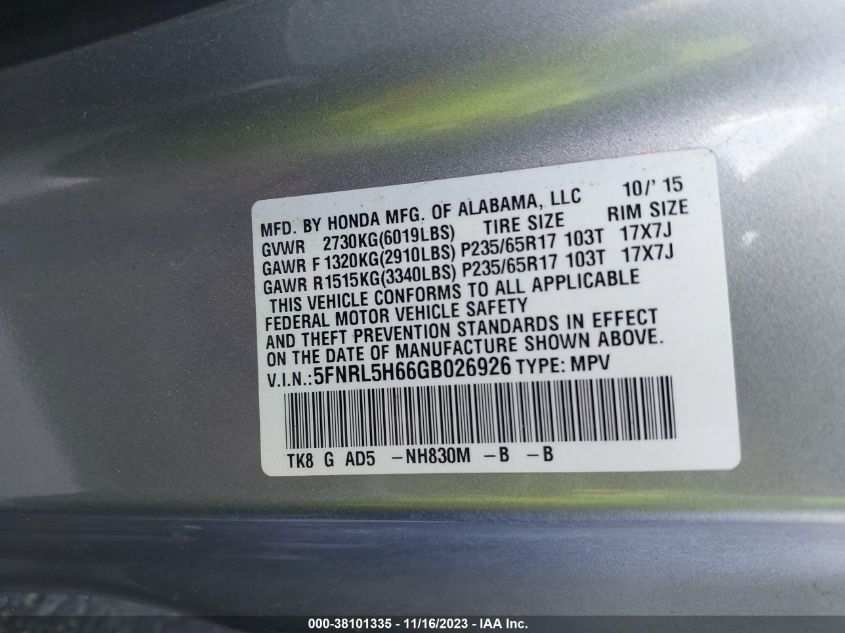 MFD. BY HONDA MFG. OF ALABAMA, LLC 10/'15
GVWR 2730KG(6019LBS) TIRE SIZE RIM SIZE
GAWR F1320KG(2910LBS) P235/65R17 103T 17X7J
GAWR R1515KG(3340LBS) P235/65R17 103T 17X7J
THIS VEHICLE CONFORMS TO ALL APPLICABLE
FEDERAL MOTOR VEHICLE SAFETY
AND THEFT PREVENTION STANDARDS IN EFFECT
ON THE DATE OF MANUFACTURE SHOWN ABOVE.
V.I.N.:5FNRL5H66GB026926 TYPE: MPV
TK8 G AD5 -NH830M -B -B
000-38101335 - 11/16/2023 - IAA Inc.